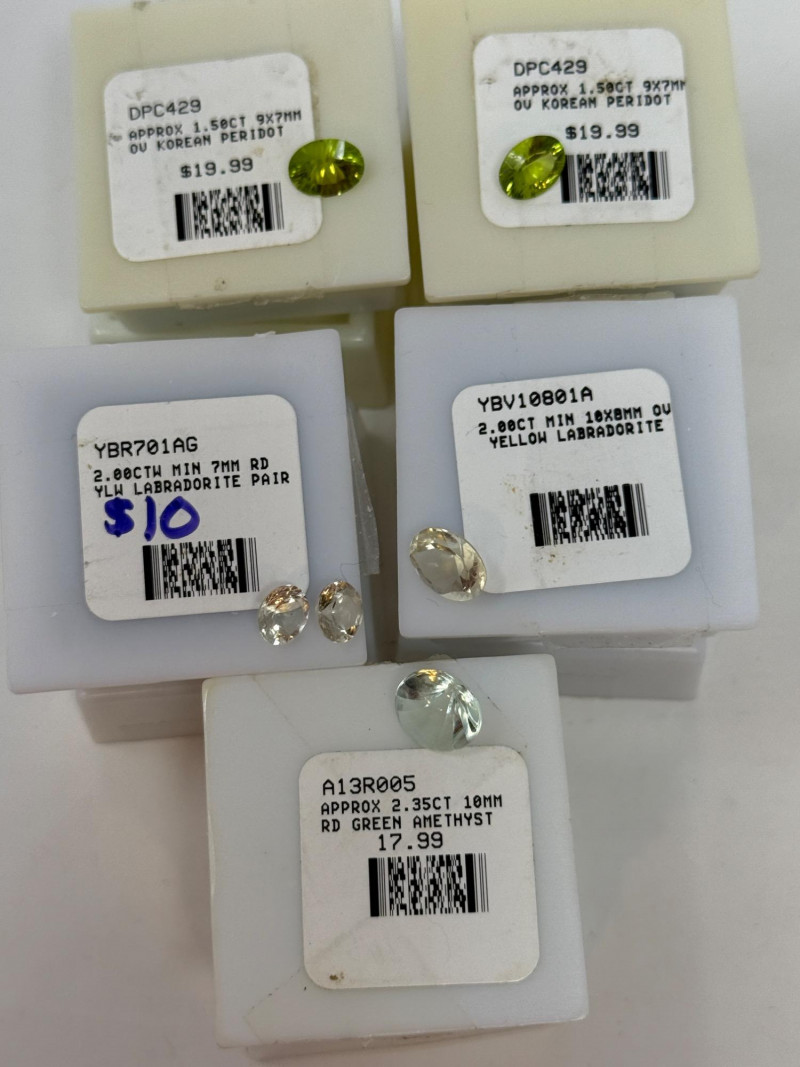 DPC429
APPROX 1.50CT 9X7MM
OV KOREAN PERIDOT
$19.99
DPC429
APPROX 1.50CT 9X7MM
OV KOREAN PERIDOT
$19.99
YBR701AG
2.00CTW MIN 7MM RD
YLW LABRADORITE PAIR
$10
YBV10801A
2.00CT MIN 10X8MM OV
YELLOW LABRADORITE
A13R005
APPROX 2.35CT 10MM
RD GREEN AMETHYST
17.99